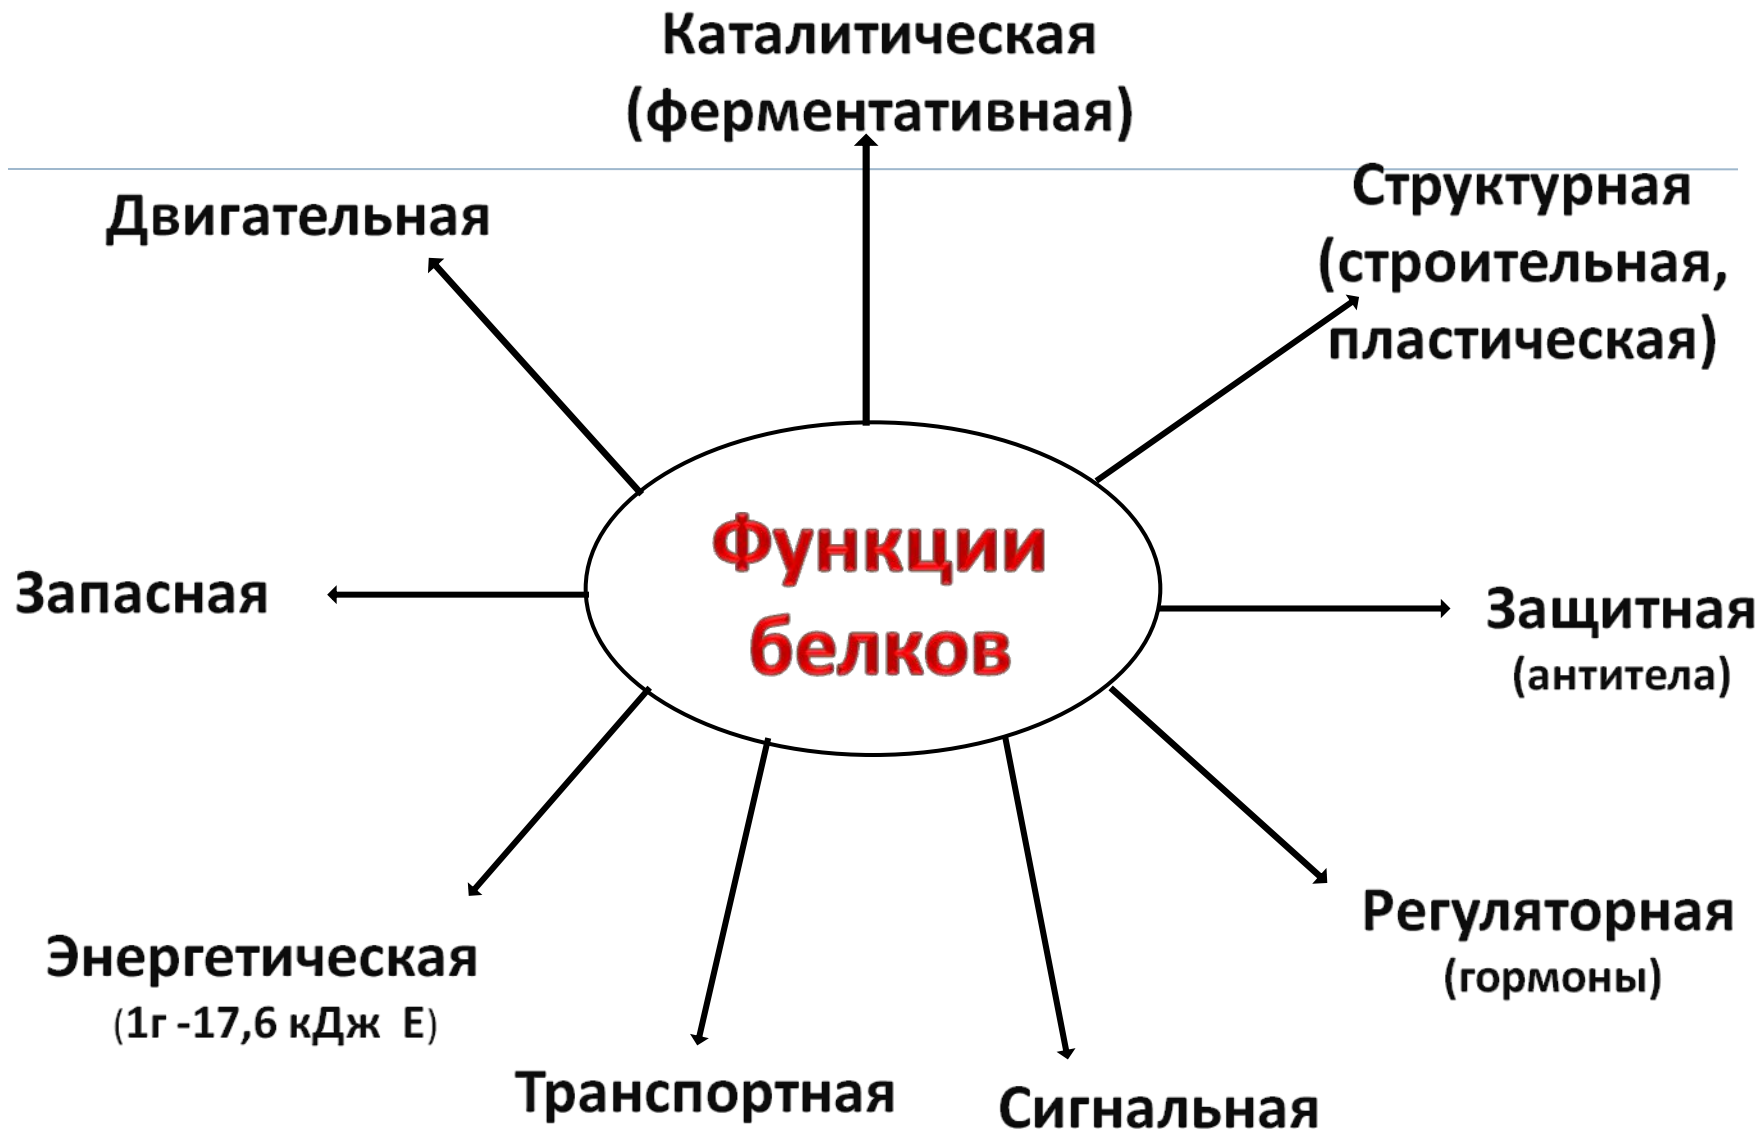 Каталитическая
(ферментативная)
Двигательная
Структурная
(строительная,
пластическая)
Функции
белков
Запасная
Защитная
(антитела)
Регуляторная
(гормоны)
Энергетическая
(1г -17,6 кДж Е)
Транспортная
Сигнальная